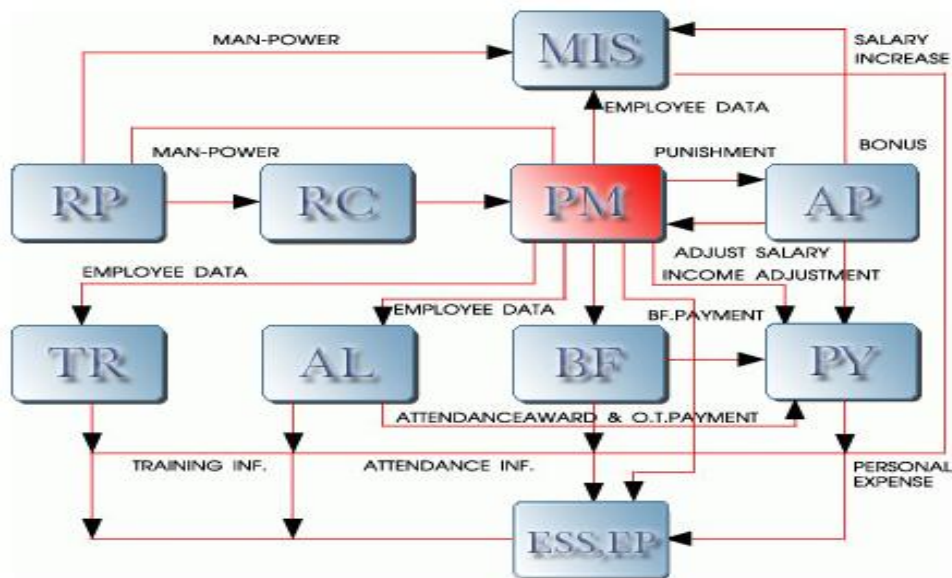 MAN-POWER
MIS
SALARY
INCREASE
EMPLOYEE DATA
MAN-POWER
PUNISHMENT
BONUS
RP
RC
PM
AP
ADJUST SALARY
EMPLOYEE DATA
INCOME ADJUSTMENT
EMPLOYEE DATA
BF.PAYMENT
TR
AL
BF
PY
ATTENDANCEAWARD & O.T.PAYMENT
TRAINING INF.
ATTENDANCE INF.
PERSONAL
EXPENSE
ESS,EP